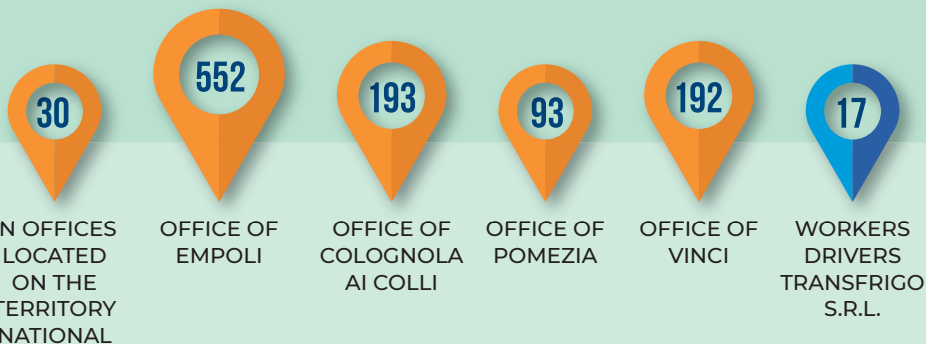 30
552
193
93
192
17
N OFFICES
LOCATED
ON THE
TERRITORY
NATIONAL
OFFICE OF
EMPOLI
OFFICE OF
COLOGNOLA
AI COLLI
OFFICE OF
POMEZIA
OFFICE OF
VINCI
WORKERS
DRIVERS
TRANSFRIGO
S.R.L.